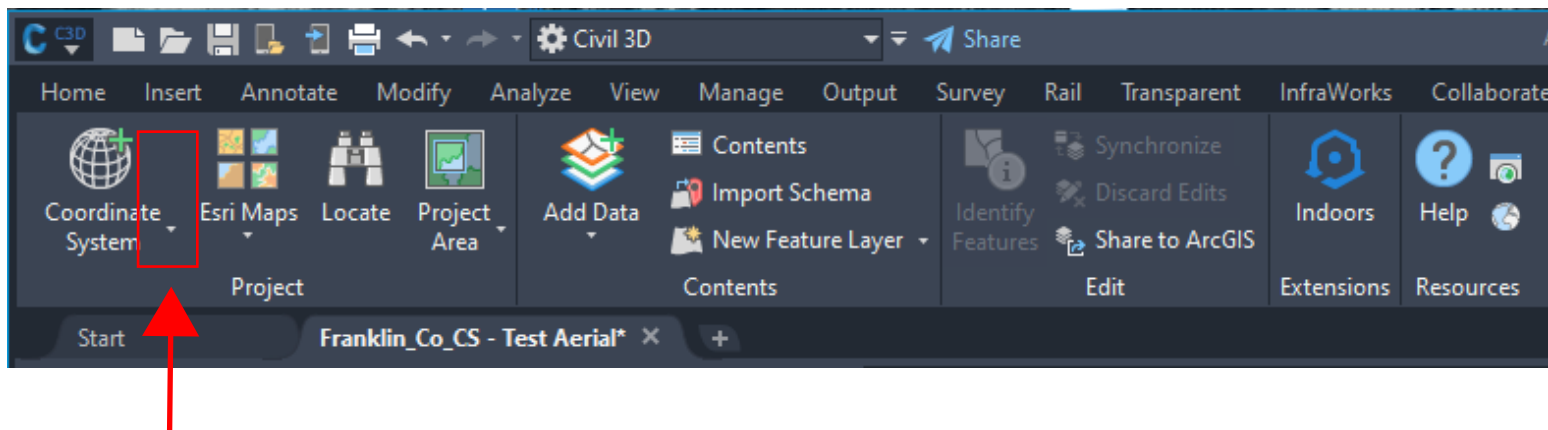 C3D Civil 3D Share
Home Insert Annotate Modify Analyze View Manage Output Survey Rail Transparent InfraWorks Collaborate
Coordinate
System
Esri Maps
Locate
Project
Area
Project
Add Data
Contents
Import Schema
New Feature Layer
Contents
Identify
Features
Synchronize
Discard Edits
Share to ArcGIS
Edit
Indoors
Extensions
Help
Resources
Start Franklin_Co_CS - Test Aerial* × +